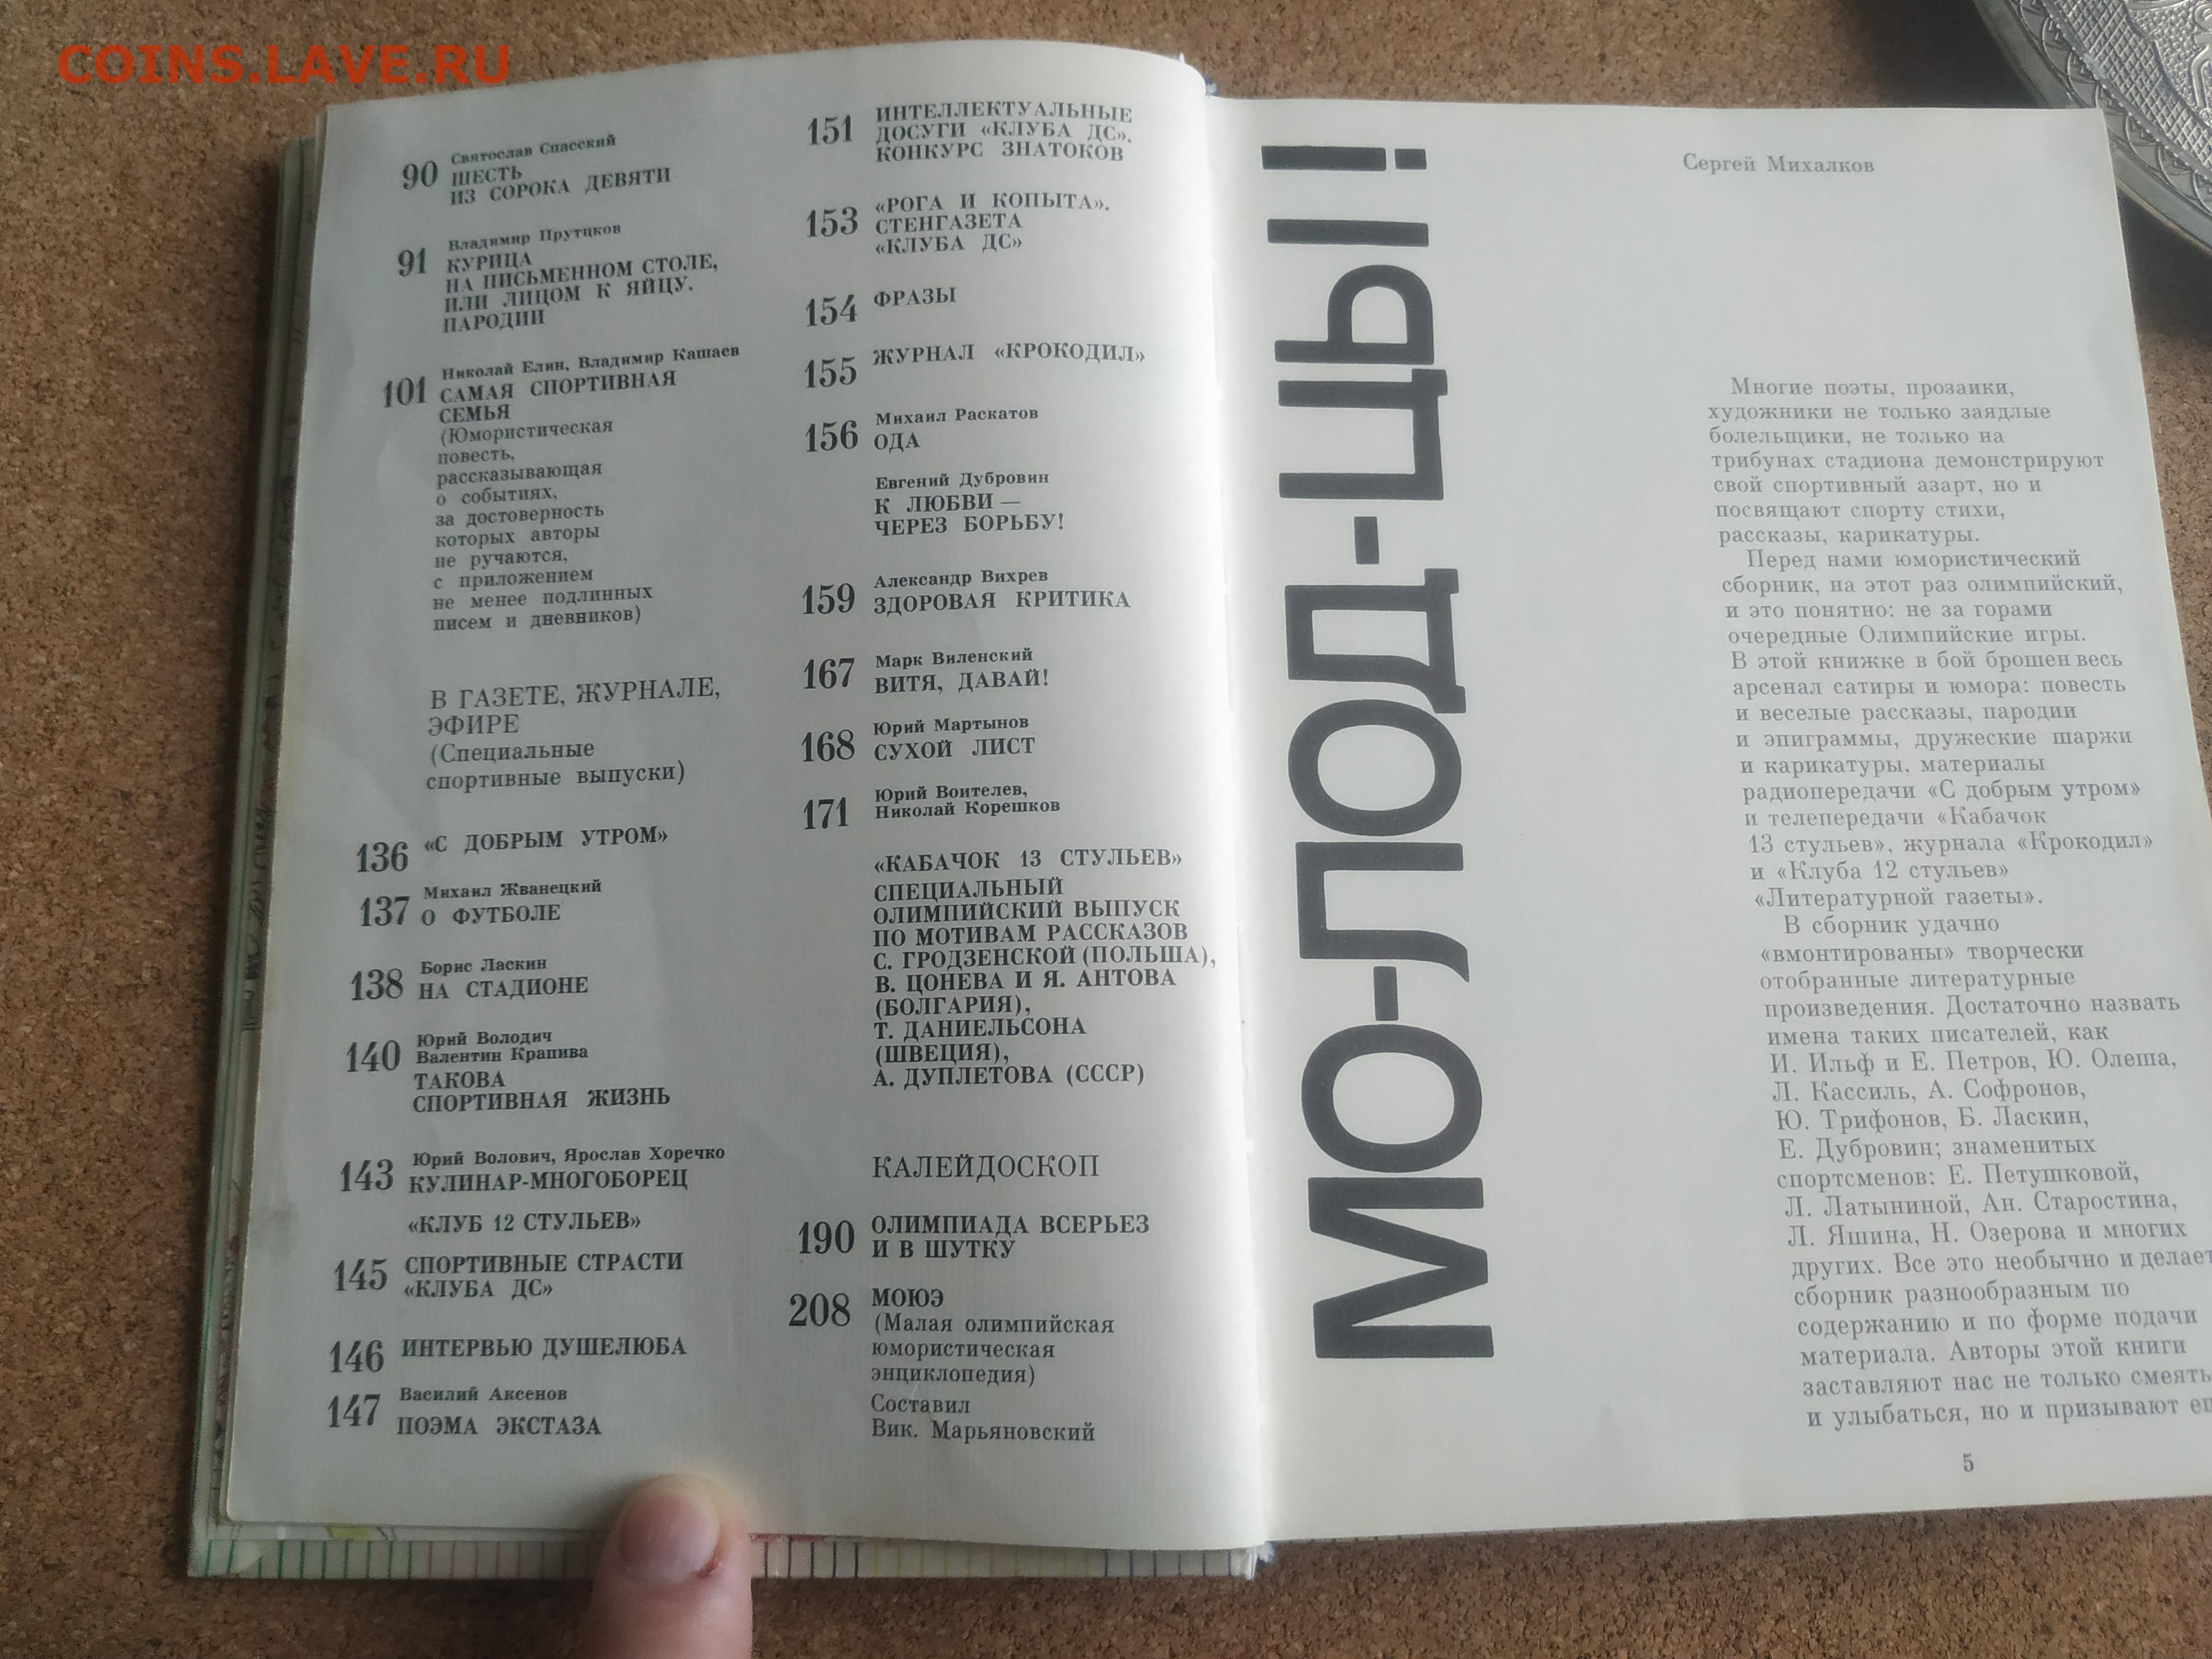 COINS.LAVE.RU
90
Святослав Спасский
ШЕСТЬ
ИЗ СОРОКА ДЕВЯТИ
91
Владимир Прутцков
КУРИЦА
НА ПИСЬМЕННОМ СТОЛЕ,
ИЛИ ЛИЦОМ К ЯЙЦУ.
ПАРОДИИ
101
Николай Елин, Владимир Кашаев
САМАЯ СПОРТИВНАЯ
СЕМЬЯ
(Юмористическая
повесть,
рассказывающая
о событиях,
за достоверность
которых авторы
не ручаются,
с приложением
не менее подлинных
писем и дневников)
В ГАЗЕТЕ, ЖУРНАЛЕ,
ЭФИРЕ
(Специальные
спортивные выпуски)
136 «С ДОБРЫМ УТРОМ»
137
Михаил Жванецкий
О ФУТБОЛЕ
138
Борис Ласкин
НА СТАДИОНЕ
140
Юрий Володич
Валентин Крапива
ТАКОВА
СПОРТИВНАЯ ЖИЗНЬ
143
Юрий Волович, Ярослав Хоречко
КУЛИНАР-МНОГОБОРЕЦ
«КЛУБ 12 СТУЛЬЕВ»
145
СПОРТИВНЫЕ СТРАСТИ
«КЛУБА ДС»
146 ИНТЕРВЬЮ ДУШЕЛЮБА
147
Василий Аксенов
ПОЭМА ЭКСТАЗА
151
ИНТЕЛЛЕКТУАЛЬНЫЕ
ДОСУГИ «КЛУБА ДС».
КОНКУРС ЗНАТОКОВ
153
«РОГА И КОПЫТА».
СТЕНГАЗЕТА
«КЛУБА ДС»
154 ФРАЗЫ
155 ЖУРНАЛ «КРОКОДИЛ»
156
Михаил Раскатов
ОДА
Евгений Дубровин
К ЛЮБВИ —
ЧЕРЕЗ БОРЬБУ!
159
Александр Вихрев
ЗДОРОВАЯ КРИТИКА
167
Марк Виленский
ВИТЯ, ДАВАЙ!
168
Юрий Мартынов
СУХОЙ ЛИСТ
171
Юрий Воителев,
Николай Корешков
«КАБАЧОК 13 СТУЛЬЕВ»
СПЕЦИАЛЬНЫЙ
ОЛИМПИЙСКИЙ ВЫПУСК
ПО МОТИВАМ РАССКАЗОВ
С. ГРОДЗЕНСКОЙ (ПОЛЬША),
В. ЦОНЕВА И Я. АНТОВА
(БОЛГАРИЯ),
Т. ДАНИЕЛЬСОНА
(ШВЕЦИЯ),
А. ДУПЛЕТОВА (СССР)
КАЛЕЙДОСКОП
190
ОЛИМПИАДА ВСЕРЬЕЗ
И В ШУТКУ
208
МОЮЭ
(Малая олимпийская
юмористическая
энциклопедия)
Составил
Вик. Марьяновский
МО-ЛОД-ЦЫ!
Сергей Михалков
Многие поэты, прозаики,
художники не только заядлые
болельщики, не только на
трибунах стадиона демонстрируют
свой спортивный азарт, но и
посвящают спорту стихи,
рассказы, карикатуры.
Перед нами юмористический
сборник, на этот раз олимпийский,
и это понятно: не за горами
очередные Олимпийские игры.
В этой книжке в бой брошен весь
арсенал сатиры и юмора: повесть
и веселые рассказы, пародии
и эпиграммы, дружеские шаржи
и карикатуры, материалы
радиопередачи «С добрым утром»
и телепередачи «Кабачок
13 стульев», журнала «Крокодил»
и «Клуба 12 стульев»
«Литературной газеты».
В сборник удачно
«вмонтированы» творчески
отобранные литературные
произведения. Достаточно назвать
имена таких писателей, как
И. Ильф и Е. Петров, Ю. Олеша,
Л. Кассиль, А. Софронов,
Ю. Трифонов, Б. Ласкин,
Е. Дубровин; знаменитых
спортсменов: Е. Петушковой,
Л. Латыниной, Ан. Старостина,
Л. Яшина, Н. Озерова и многих
других. Все это необычно и делает
сборник разнообразным по
содержанию и по форме подачи
материала. Авторы этой книги
заставляют нас не только смеять
и улыбаться, но и призывают
5